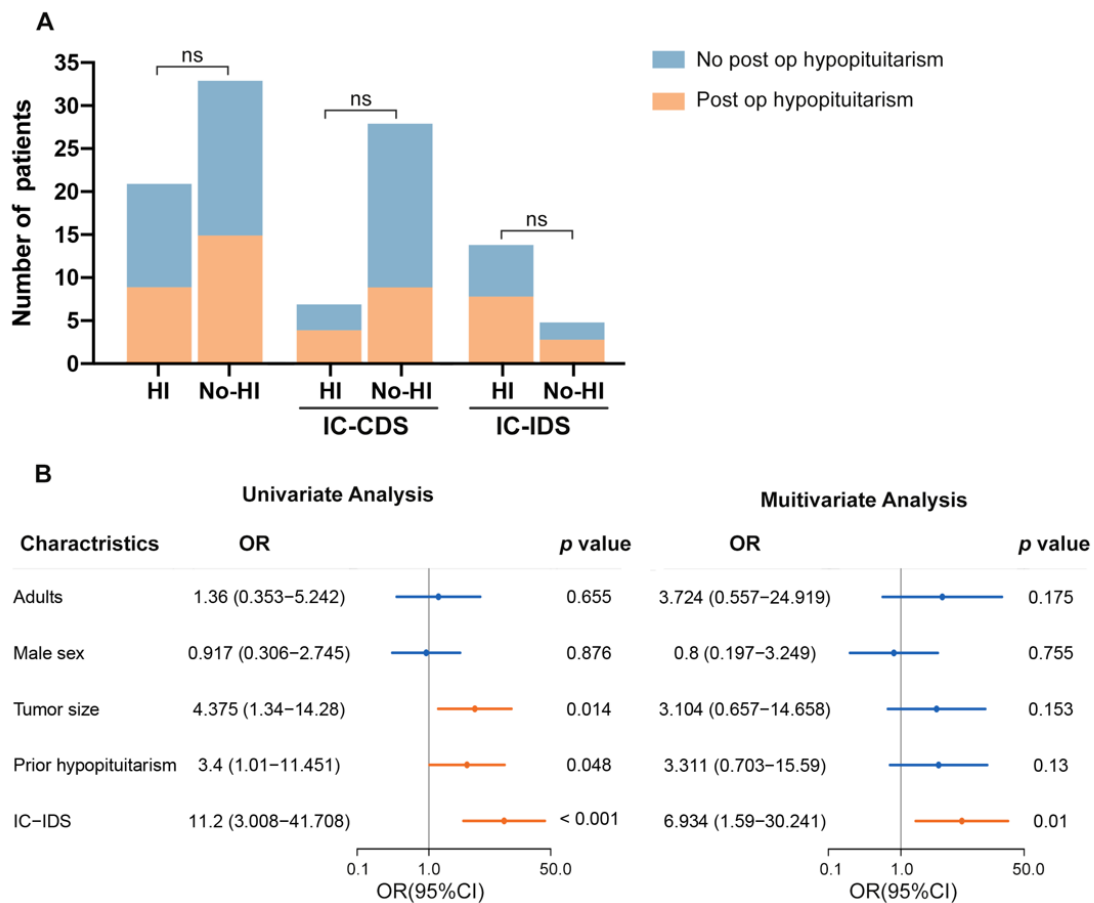 A
35
30
25
20
15
10
5
0
Number of patients
ns
ns
ns
No post op hypopituitarism
Post op hypopituitarism
HI No-HI HI No-HI HI No-HI
IC-CDS IC-IDS
B
Univariate Analysis Muitivariate Analysis
Charactristics OR p value OR p value
Adults 1.36 (0.353−5.242) 0.655 3.724 (0.557−24.919) 0.175
Male sex 0.917 (0.306−2.745) 0.876 0.8 (0.197−3.249) 0.755
Tumor size 4.375 (1.34−14.28) 0.014 3.104 (0.657−14.658) 0.153
Prior hypopituitarism 3.4 (1.01−11.451) 0.048 3.311 (0.703−15.59) 0.13
IC−IDS 11.2 (3.008−41.708) < 0.001 6.934 (1.59−30.241) 0.01
0.1 1.0 50.0 0.1 1.0 50.0
OR(95%CI) OR(95%CI)